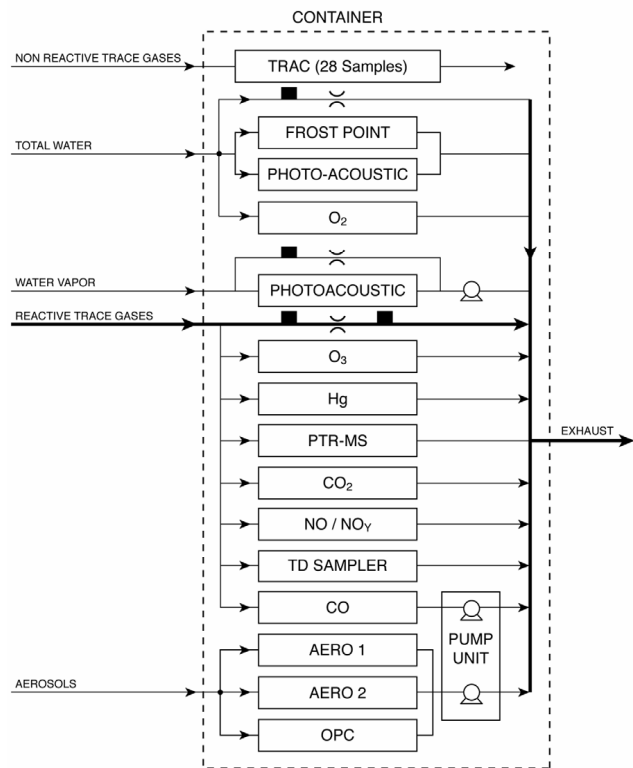 CONTAINER
NON REACTIVE TRACE GASES
TRAC (28 Samples)
TOTAL WATER
FROST POINT
PHOTO-ACOUSTIC
O₂
WATER VAPOR
PHOTOACOUSTIC
REACTIVE TRACE GASES
O₃
Hg
PTR-MS
EXHAUST
CO₂
NO / NOY
TD SAMPLER
CO
PUMP
UNIT
AERO 1
AEROSOLS
AERO 2
OPC